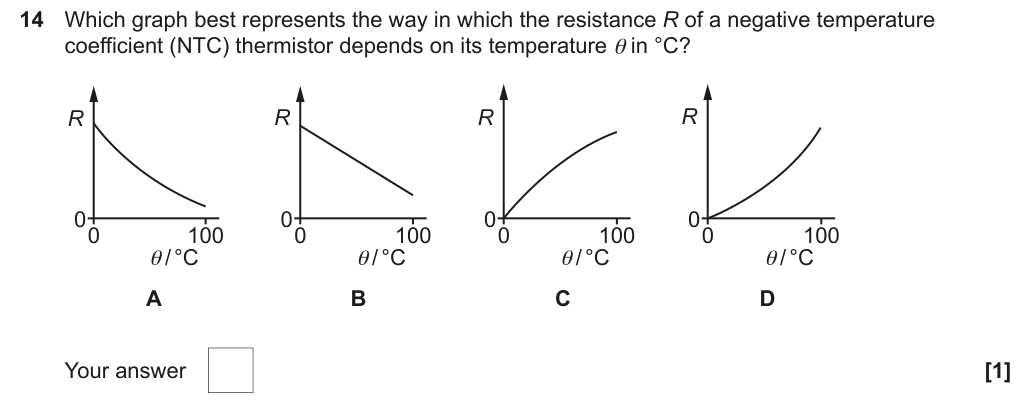 14 Which graph best represents the way in which the resistance R of a negative temperature
coefficient (NTC) thermistor depends on its temperature θ in °C?
R
0
0
100
θ / °C
A
R
0
0
100
θ / °C
B
R
0
0
100
θ / °C
C
R
0
0
100
θ / °C
D
Your answer
[1]